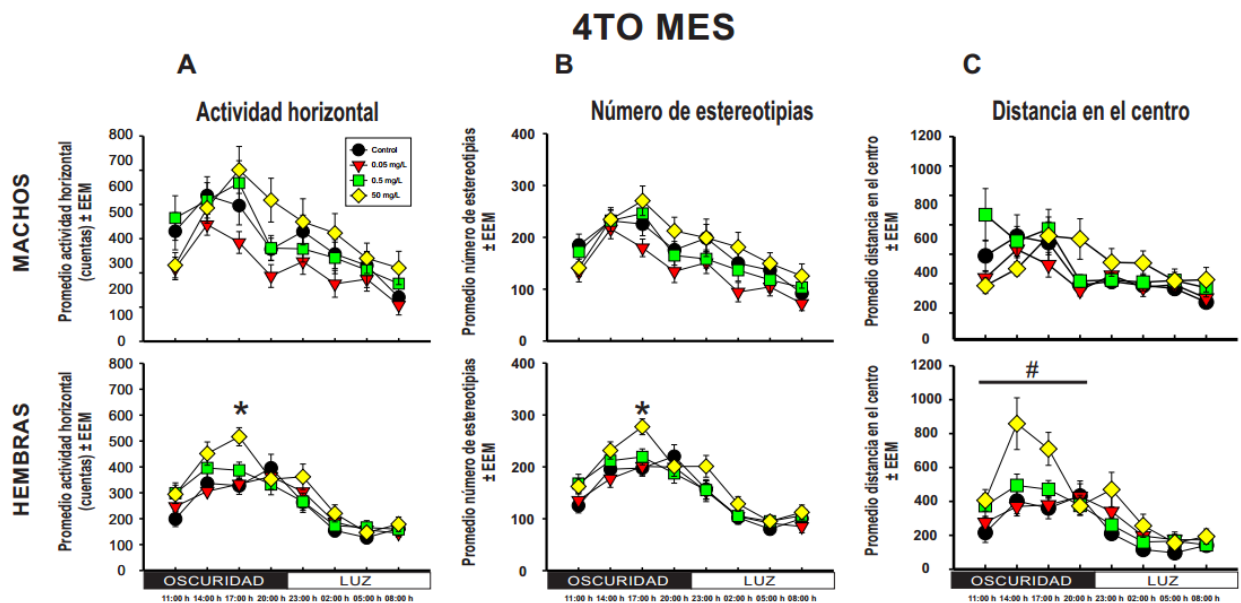 4TO MES
A
B
C
Actividad horizontal
Número de estereotipias
Distancia en el centro
MACHOS
Promedio actividad horizontal
(cuentas) ± EEM
800
700
600
500
400
300
200
100
0
Control
0.05 mg/L
0.5 mg/L
50 mg/L
Promedio número de estereotipias
± EEM
400
300
200
100
0
Promedio distancia en el centro
± EEM
1200
1000
800
600
400
200
0
HEMBRAS
Promedio actividad horizontal
(cuentas) ± EEM
800
700
600
500
400
300
200
100
0
*
Promedio número de estereotipias
± EEM
400
300
200
100
0
*
Promedio distancia en el centro
± EEM
1200
1000
800
600
400
200
0
#
OSCURIDAD LUZ
11:00 h 14:00 h 17:00 h 20:00 h 23:00 h 02:00 h 05:00 h 08:00 h
OSCURIDAD LUZ
11:00 h 14:00 h 17:00 h 20:00 h 23:00 h 02:00 h 05:00 h 08:00 h
OSCURIDAD LUZ
11:00 h 14:00 h 17:00 h 20:00 h 23:00 h 02:00 h 05:00 h 08:00 h